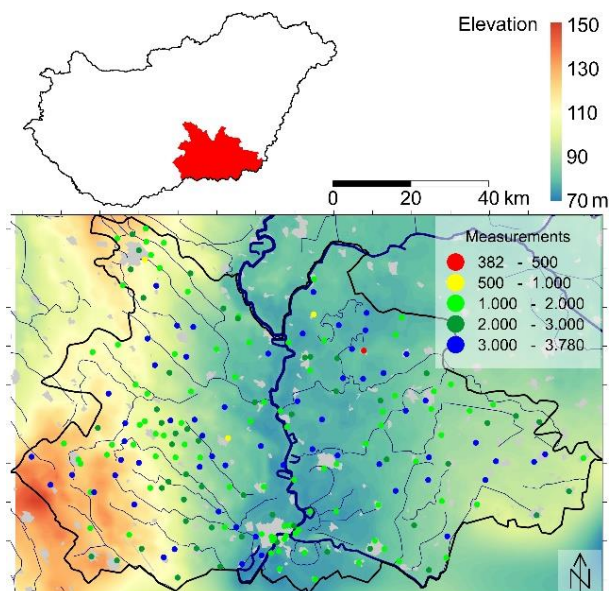 Elevation
150
130
110
90
70 m
0 20 40 km
Measurements
382 - 500
500 - 1.000
1.000 - 2.000
2.000 - 3.000
3.000 - 3.780
N